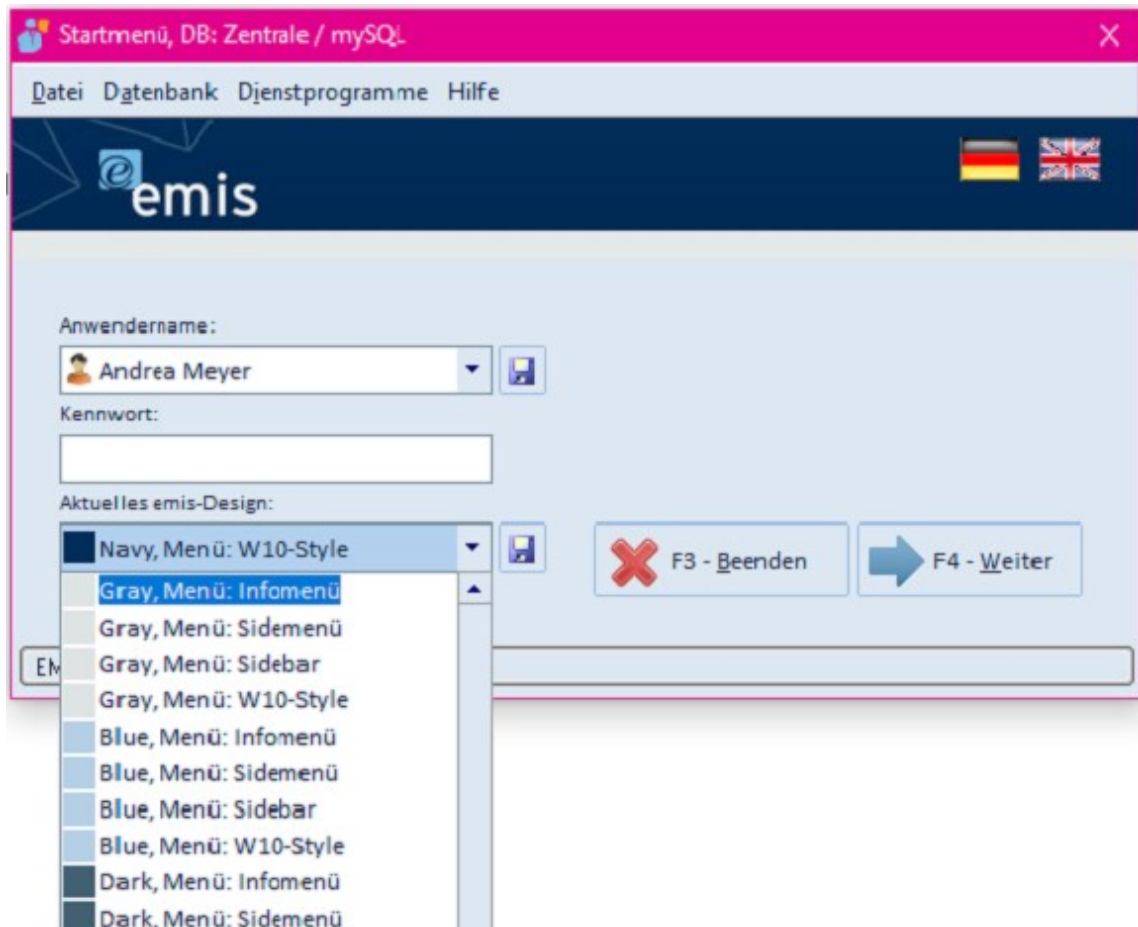 Startmenü, DB: Zentrale / mySQL
Datei Datenbank Dienstprogramme Hilfe
e
emis
Anwendername:
Andrea Meyer
Kennwort:
Aktuelles emis-Design:
Navy, Menü: W10-Style
F3 - Beenden
F4 - Weiter
Gray, Menü: Infomenü
Gray, Menü: Sidemenü
Gray, Menü: Sidebar
EM
Gray, Menü: W10-Style
Blue, Menü: Infomenü
Blue, Menü: Sidemenü
Blue, Menü: Sidebar
Blue, Menü: W10-Style
Dark, Menü: Infomenü
Dark, Menü: Sidemenü